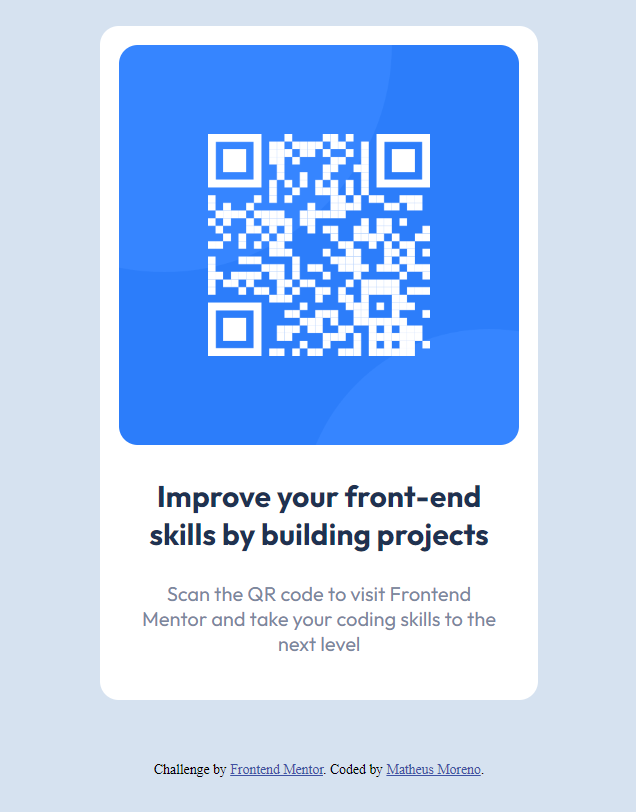 Improve your front-end
skills by building projects
Scan the QR code to visit Frontend
Mentor and take your coding skills to the
next level
Challenge by Frontend Mentor. Coded by Matheus Moreno.